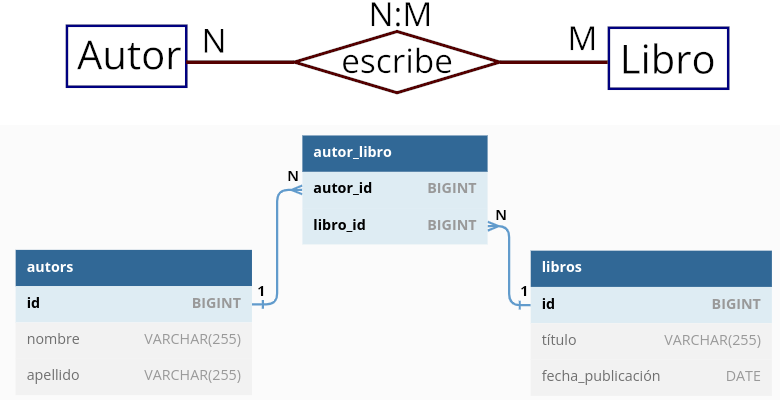 N:M
Autor N escribe M Libro
autor_libro
N autor_id BIGINT
libro_id BIGINT N
autors
1 id BIGINT
nombre VARCHAR(255)
apellido VARCHAR(255)
libros
1 id BIGINT
título VARCHAR(255)
fecha_publicación DATE